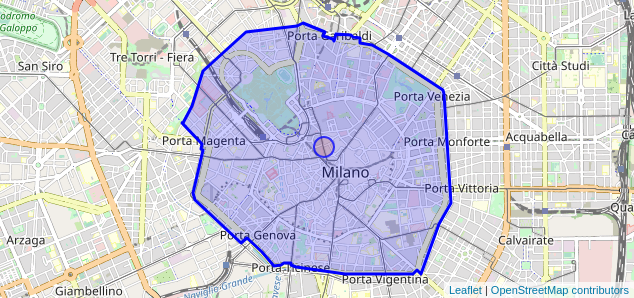 odromo
Galoppo
San Siro
Tre Torri - Fiera
Porta Garibaldi
Città Studi
Porta Venezia
Porta Magenta
Porta Monforte
Acquabella
Milano
Porta Vittoria
Arzaga
Porta Genova
Calvairate
Porta Ticinese
Porta Vigentina
Giambellino
Naviglio Grande
Leaflet | OpenStreetMap contributors